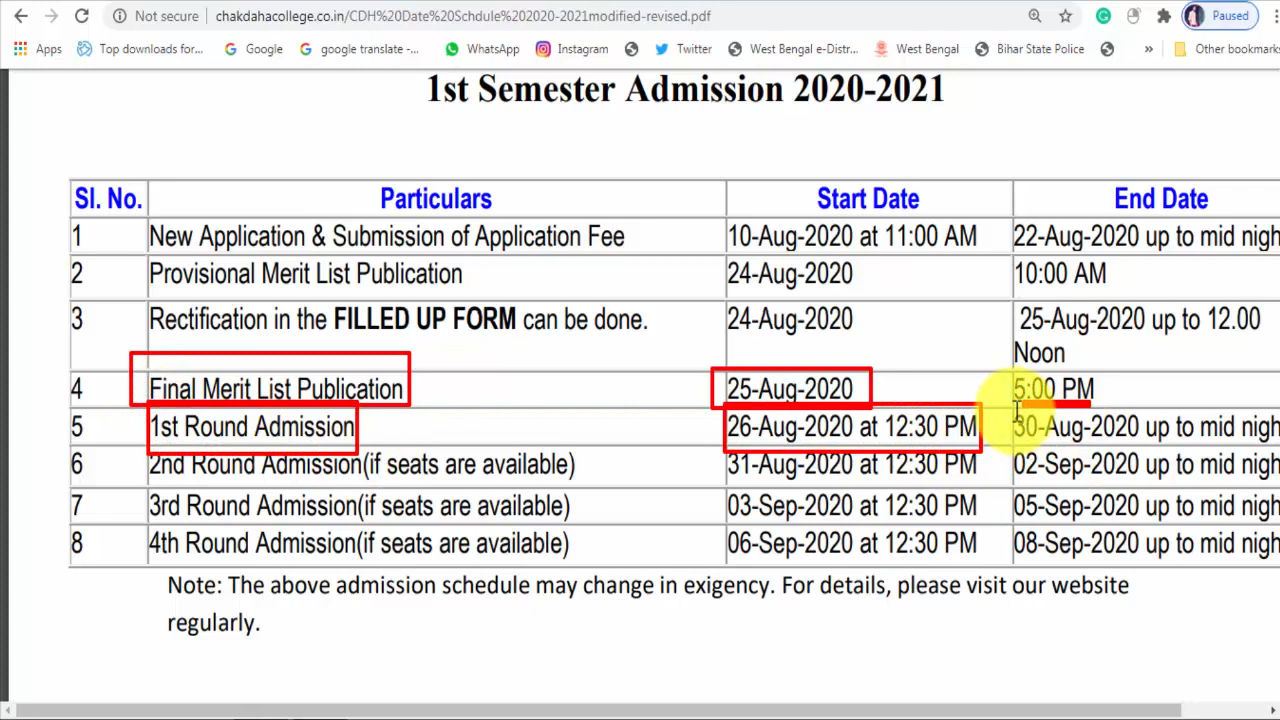 Not secure | chakdahacollege.co.in/CDH%20Date%20Schdule%202020-2021modified-revised.pdf Paused
Apps Top downloads for... Google google translate -... WhatsApp Instagram Twitter West Bengal e-Distr... West Bengal Bihar State Police » Other bookmarks
1st Semester Admission 2020-2021
Sl. No. Particulars Start Date End Date
1 New Application & Submission of Application Fee 10-Aug-2020 at 11:00 AM 22-Aug-2020 up to mid nigh
2 Provisional Merit List Publication 24-Aug-2020 10:00 AM
3 Rectification in the FILLED UP FORM can be done. 24-Aug-2020 25-Aug-2020 up to 12.00
Noon
4 Final Merit List Publication 25-Aug-2020 5:00 PM
5 1st Round Admission 26-Aug-2020 at 12:30 PM 30-Aug-2020 up to mid nigh
6 2nd Round Admission(if seats are available) 31-Aug-2020 at 12:30 PM 02-Sep-2020 up to mid nigh
7 3rd Round Admission(if seats are available) 03-Sep-2020 at 12:30 PM 05-Sep-2020 up to mid nigh
8 4th Round Admission(if seats are available) 06-Sep-2020 at 12:30 PM 08-Sep-2020 up to mid nigh
Note: The above admission schedule may change in exigency. For details, please visit our website
regularly.